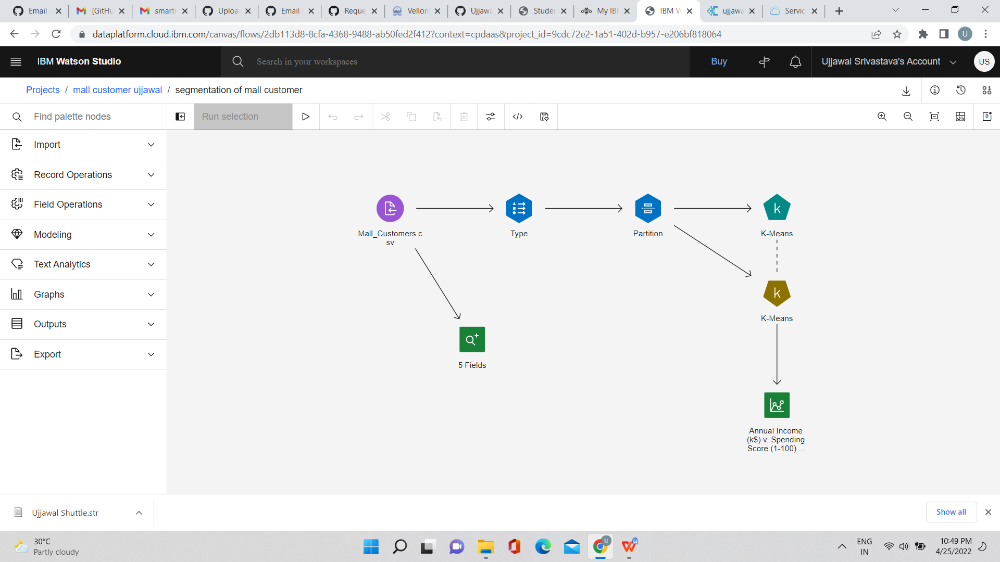 Email
[GitHu
smarti
Uploa
Email
Reque
Vellore
Ujjawa
Studer
My IBI
IBM W
ujjawa
Servic
dataplatform.cloud.ibm.com/canvas/flows/2db113d8-8cfa-4368-9488-ab50fed2f412?context=cpdaas&project_id=9cdc72e2-1a51-402d-b957-e206bf818064
U
IBM Watson Studio
Search in your workspaces
Buy
Ujjawal Srivastava's Account
US
Projects / mall customer ujjawal / segmentation of mall customer
Find palette nodes
Run selection
Import
Record Operations
Field Operations
Modeling
Text Analytics
Graphs
Outputs
Export
Mall_Customers.c
sv
Type
Partition
k
K-Means
k
K-Means
5 Fields
Annual Income
(k$) v. Spending
Score (1-100) ...
Ujjawal Shuttle.str
Show all
30°C
Partly cloudy
U
ENG
IN
10:49 PM
4/25/2022